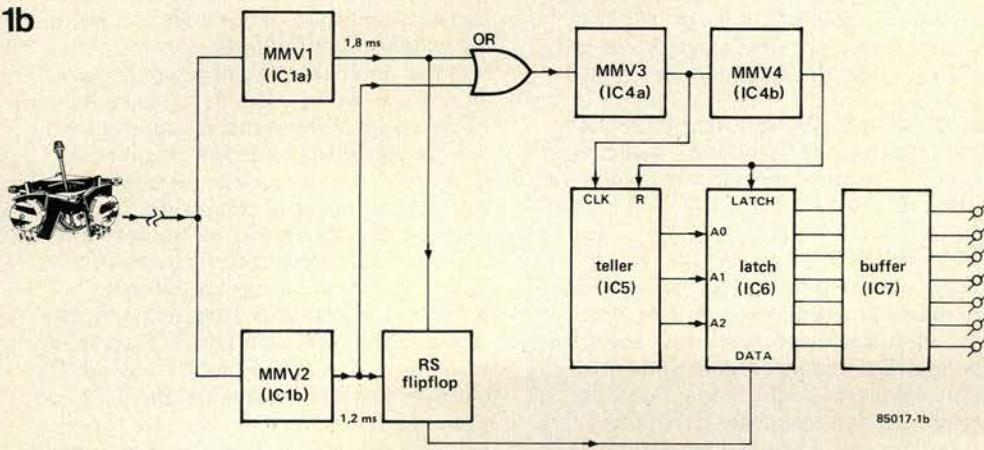 1b
MMV1
(IC1a)
1,8 ms
OR
MMV3
(IC4a)
MMV4
(IC4b)
CLK R
teller
(IC5)
A0
A1
A2
LATCH
latch
(IC6)
DATA
buffer
(IC7)
MMV2
(IC1b)
1,2 ms
RS
flipflop
85017-1b